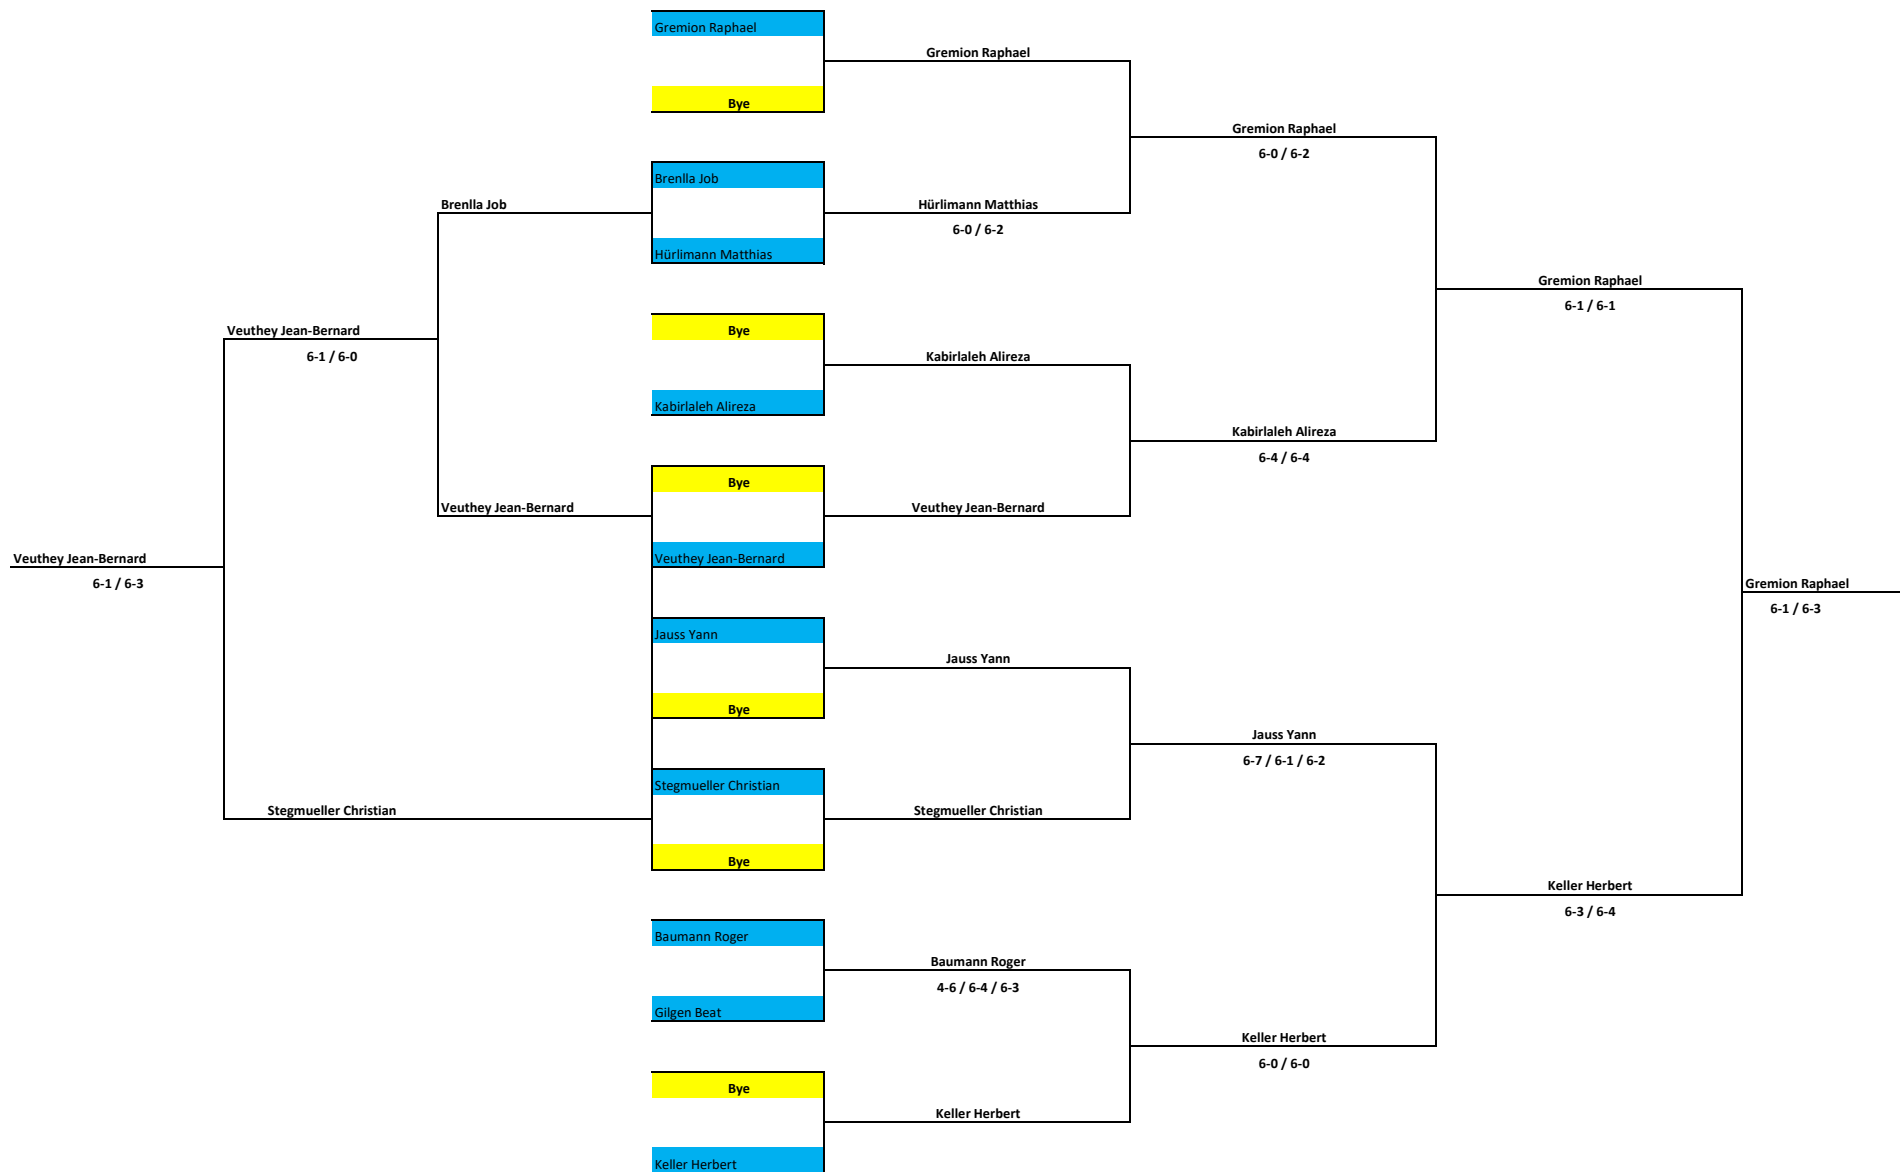 Gremion Raphael
Gremion Raphael
Bye
Gremion Raphael
6-0 / 6-2
Brenlla Job
Brenlla Job
Hürlimann Matthias
6-0 / 6-2
Hürlimann Matthias
Gremion Raphael
6-1 / 6-1
Veuthey Jean-Bernard
6-1 / 6-0
Bye
Kabirlaleh Alireza
Kabirlaleh Alireza
Kabirlaleh Alireza
6-4 / 6-4
Bye
Veuthey Jean-Bernard
Veuthey Jean-Bernard
Veuthey Jean-Bernard
Veuthey Jean-Bernard
6-1 / 6-3
Gremion Raphael
6-1 / 6-3
Jauss Yann
Jauss Yann
Bye
Jauss Yann
6-7 / 6-1 / 6-2
Stegmueller Christian
Stegmueller Christian
Stegmueller Christian
Bye
Keller Herbert
6-3 / 6-4
Baumann Roger
Baumann Roger
4-6 / 6-4 / 6-3
Gilgen Beat
Keller Herbert
6-0 / 6-0
Bye
Keller Herbert
Keller Herbert